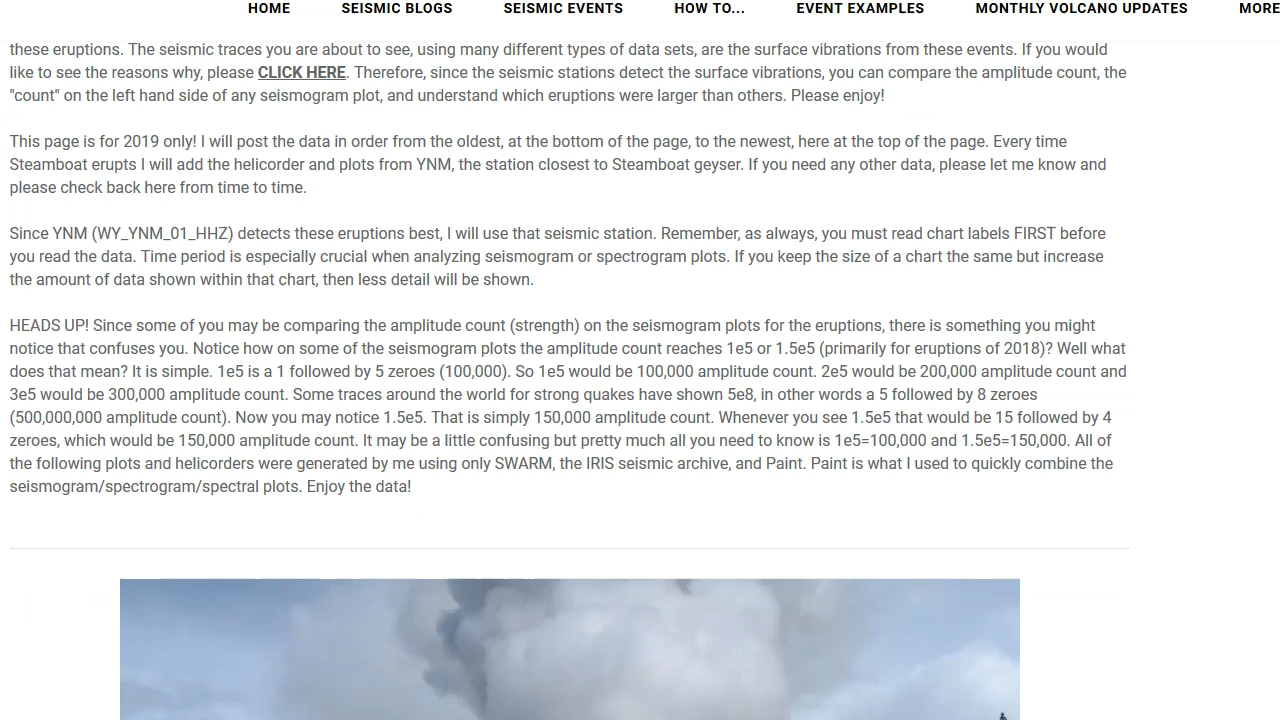 HOME SEISMIC BLOGS SEISMIC EVENTS HOW TO... EVENT EXAMPLES MONTHLY VOLCANO UPDATES MORE
these eruptions. The seismic traces you are about to see, using many different types of data sets, are the surface vibrations from these events. If you would
like to see the reasons why, please CLICK HERE. Therefore, since the seismic stations detect the surface vibrations, you can compare the amplitude count, the
"count" on the left hand side of any seismogram plot, and understand which eruptions were larger than others. Please enjoy!
This page is for 2019 only! I will post the data in order from the oldest, at the bottom of the page, to the newest, here at the top of the page. Every time
Steamboat erupts I will add the helicorder and plots from YNM, the station closest to Steamboat geyser. If you need any other data, please let me know and
please check back here from time to time.
Since YNM (WY_YNM_01_HHZ) detects these eruptions best, I will use that seismic station. Remember, as always, you must read chart labels FIRST before
you read the data. Time period is especially crucial when analyzing seismogram or spectrogram plots. If you keep the size of a chart the same but increase
the amount of data shown within that chart, then less detail will be shown.
HEADS UP! Since some of you may be comparing the amplitude count (strength) on the seismogram plots for the eruptions, there is something you might
notice that confuses you. Notice how on some of the seismogram plots the amplitude count reaches 1e5 or 1.5e5 (primarily for eruptions of 2018)? Well what
does that mean? It is simple. 1e5 is a 1 followed by 5 zeroes (100,000). So 1e5 would be 100,000 amplitude count. 2e5 would be 200,000 amplitude count and
3e5 would be 300,000 amplitude count. Some traces around the world for strong quakes have shown 5e8, in other words a 5 followed by 8 zeroes
(500,000,000 amplitude count). Now you may notice 1.5e5. That is simply 150,000 amplitude count. Whenever you see 1.5e5 that would be 15 followed by 4
zeroes, which would be 150,000 amplitude count. It may be a little confusing but pretty much all you need to know is 1e5=100,000 and 1.5e5=150,000. All of
the following plots and helicorders were generated by me using only SWARM, the IRIS seismic archive, and Paint. Paint is what I used to quickly combine the
seismogram/spectrogram/spectral plots. Enjoy the data!